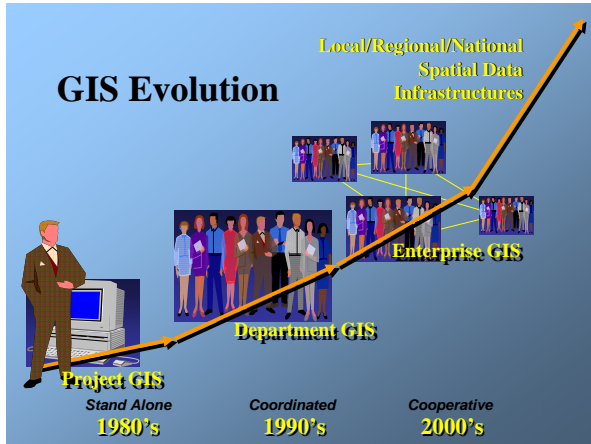 Local/Regional/National
Spatial Data
Infrastructures
GIS Evolution
Enterprise GIS
Department GIS
Project GIS
Stand Alone
Coordinated
Cooperative
1980's
1990's
2000's